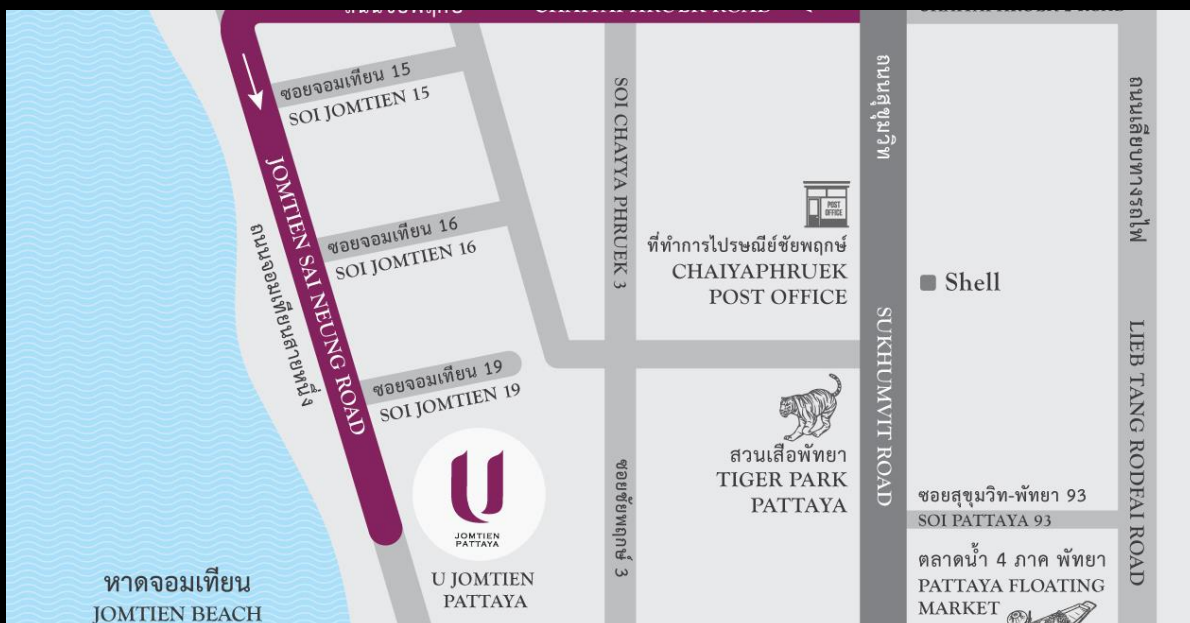 ซอยจอมเทียน 15
SOI JOMTIEN 15
ซอยจอมเทียน 16
SOI JOMTIEN 16
ซอยจอมเทียน 19
SOI JOMTIEN 19
JOMTIEN SAI NEUNG ROAD
ถนนจอมเทียนสายหนึ่ง
หาดจอมเทียน
JOMTIEN BEACH
U
JOMTIEN
PATTAYA
U JOMTIEN
PATTAYA
SOI CHAYYA PHRUEK 3
ซอยชัยพฤกษ์ 3
POST
OFFICE
ที่ทำการไปรษณีย์ชัยพฤกษ์
CHAIYAPHRUEK
POST OFFICE
สวนเสือพัทยา
TIGER PARK
PATTAYA
ถนนสุขุมวิท
SUKHUMVIT ROAD
Shell
ซอยสุขุมวิท-พัทยา 93
SOI PATTAYA 93
ตลาดน้ำ 4 ภาค พัทยา
PATTAYA FLOATING
MARKET
ถนนเลียบทางรถไฟ
LIEB TANG RODFAI ROAD